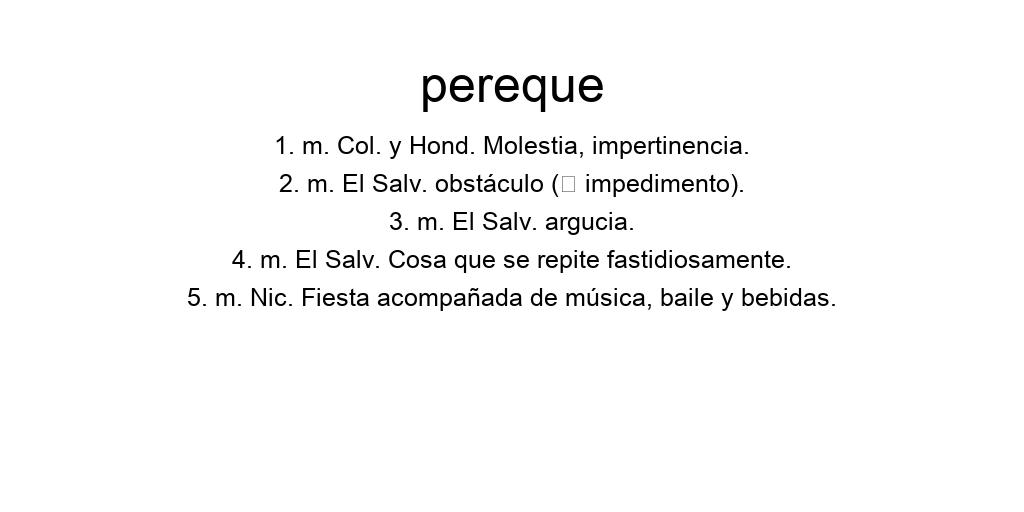 pereque
1. m. Col. y Hond. Molestia, impertinencia.
2. m. El Salv. obstáculo (□ impedimento).
3. m. El Salv. argucia.
4. m. El Salv. Cosa que se repite fastidiosamente.
5. m. Nic. Fiesta acompañada de música, baile y bebidas.